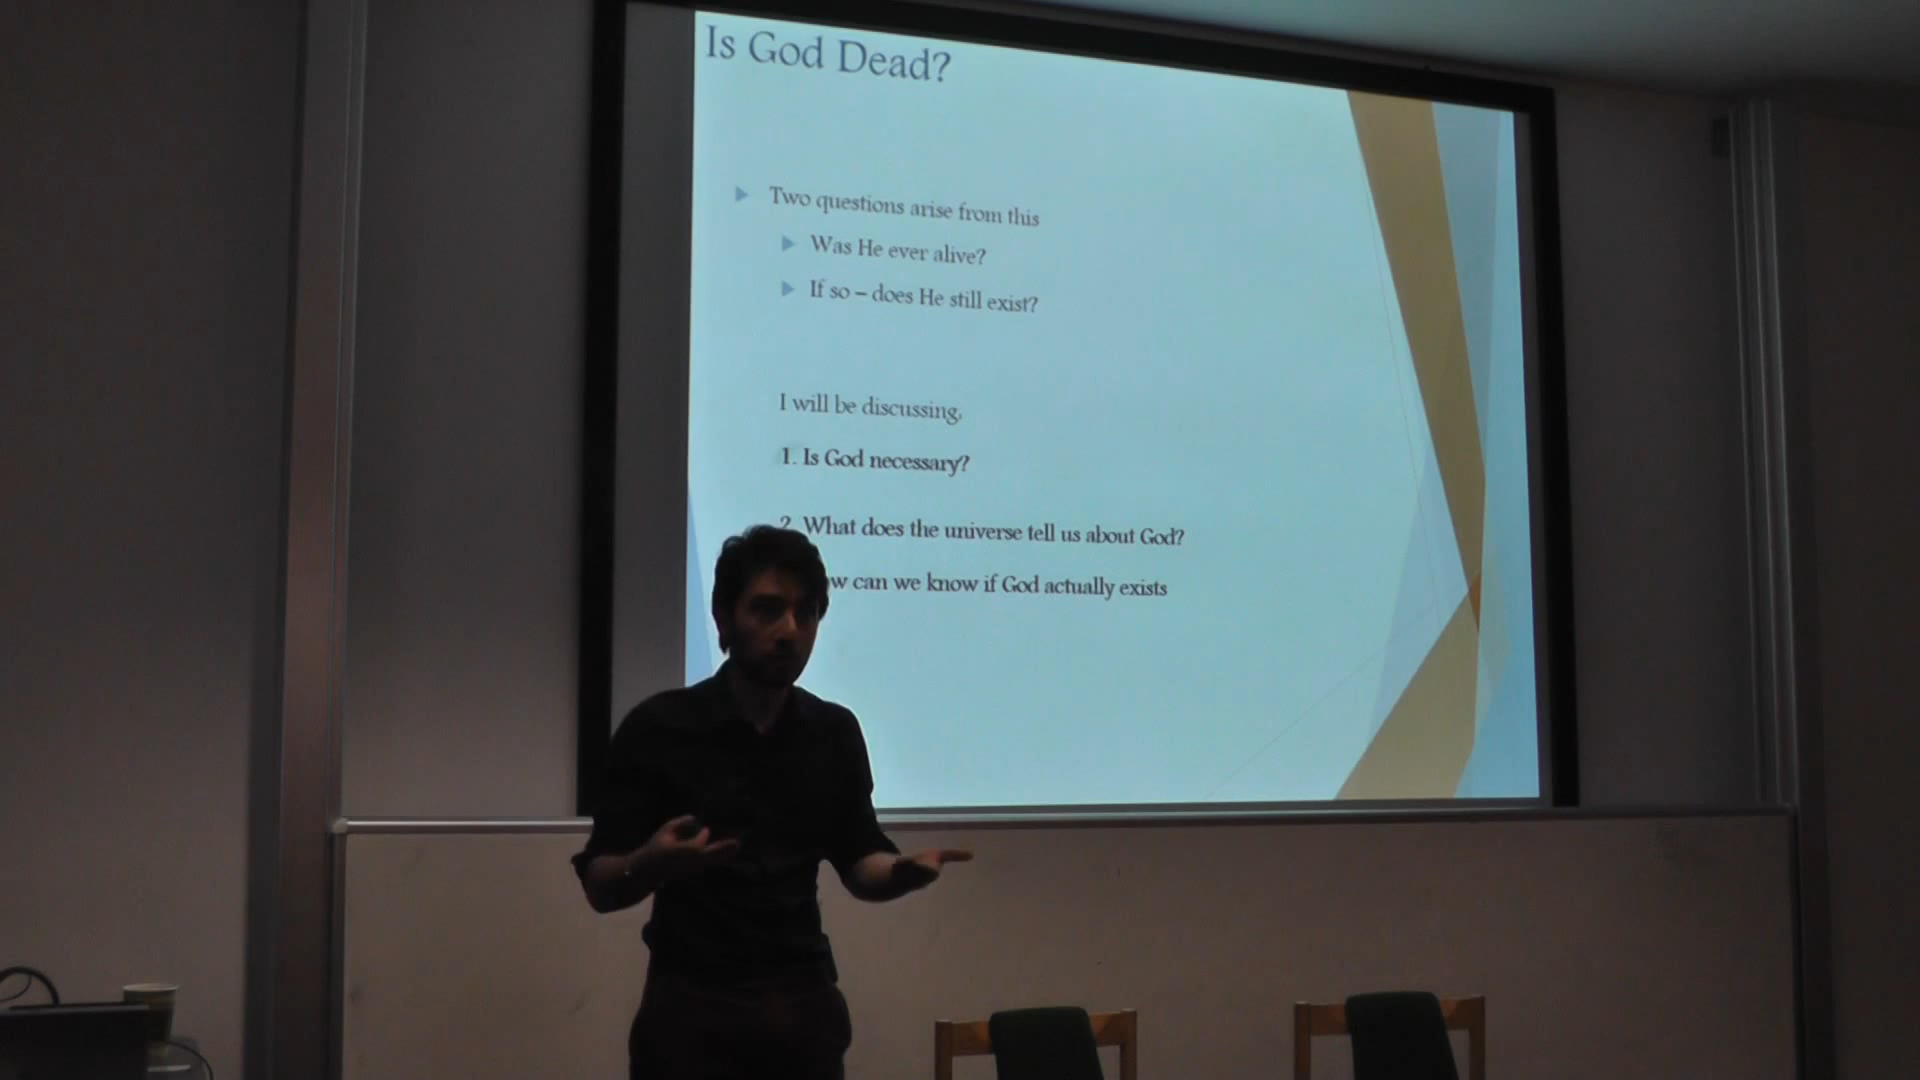 Is God Dead?
Two questions arise from this
Was He ever alive?
If so – does He still exist?
I will be discussing,
1. Is God necessary?
2. What does the universe tell us about God?
can we know if God actually exists